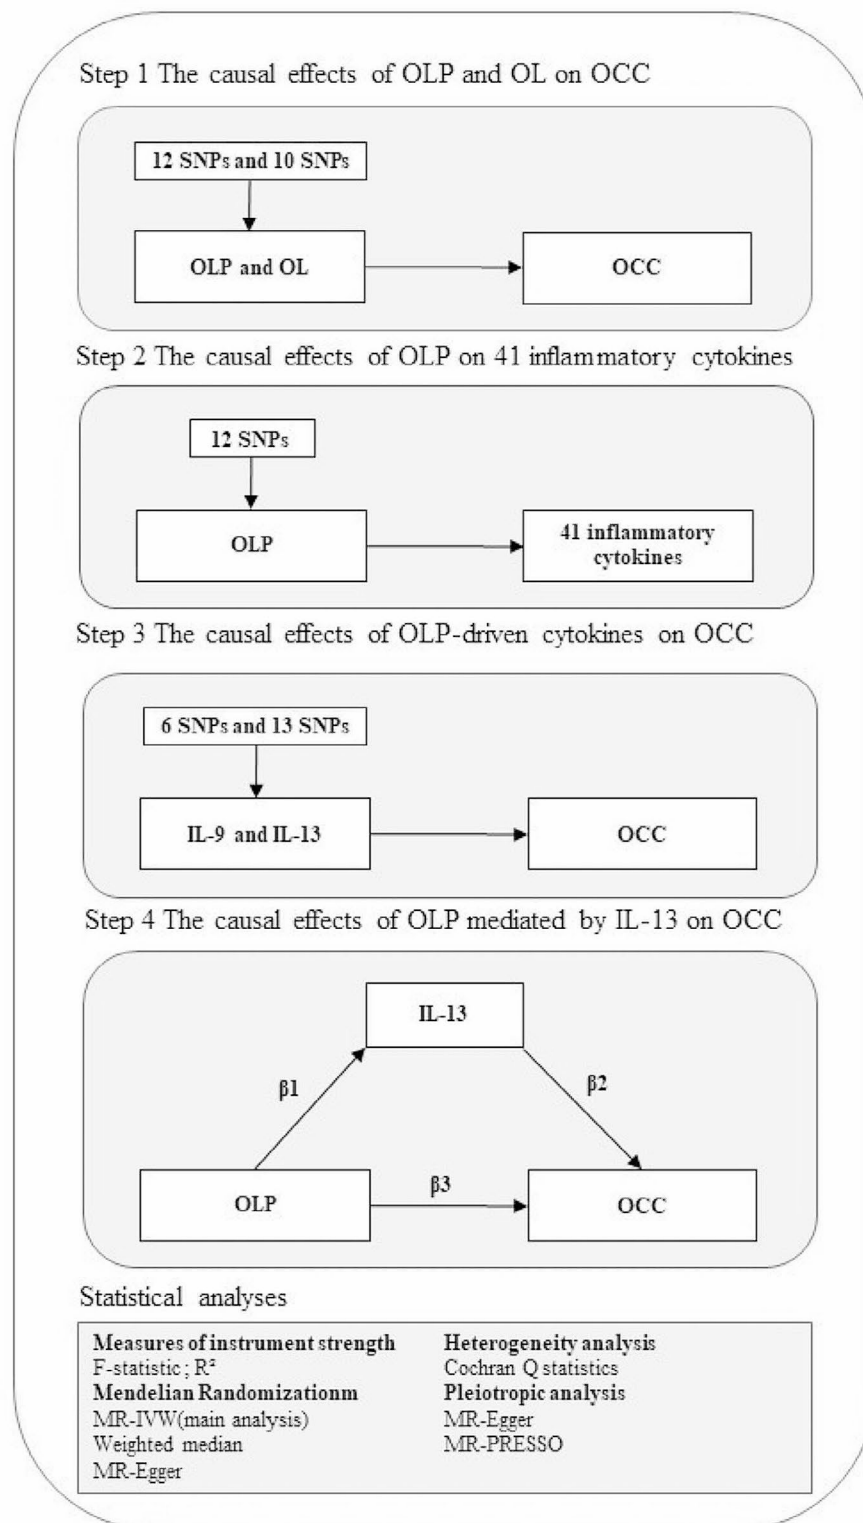 Step 1 The causal effects of OLP and OL on OCC
12 SNPs and 10 SNPs
OLP and OL
OCC
Step 2 The causal effects of OLP on 41 inflammatory cytokines
12 SNPs
OLP
41 inflammatory
cytokines
Step 3 The causal effects of OLP-driven cytokines on OCC
6 SNPs and 13 SNPs
IL-9 and IL-13
OCC
Step 4 The causal effects of OLP mediated by IL-13 on OCC
IL-13
β1
β2
OLP
β3
OCC
Statistical analyses
Measures of instrument strength
F-statistic ; R²
Mendelian Randomizationm
MR-IVW(main analysis)
Weighted median
MR-Egger
Heterogeneity analysis
Cochran Q statistics
Pleiotropic analysis
MR-Egger
MR-PRESSO